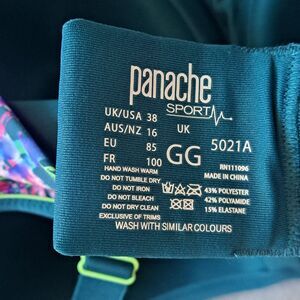 panache
SPORT
UK/USA 38
AUS/NZ 16 UK
EU 85 GG 5021A
FR 100 RN111096
HAND WASH WARM MADE IN CHINA
DO NOT TUMBLE DRY
DO NOT IRON 43% POLYESTER
DO NOT BLEACH 42% POLYAMIDE
DO NOT DRY CLEAN 15% ELASTANE
EXCLUSIVE OF TRIMS
WASH WITH SIMILAR COLOURS